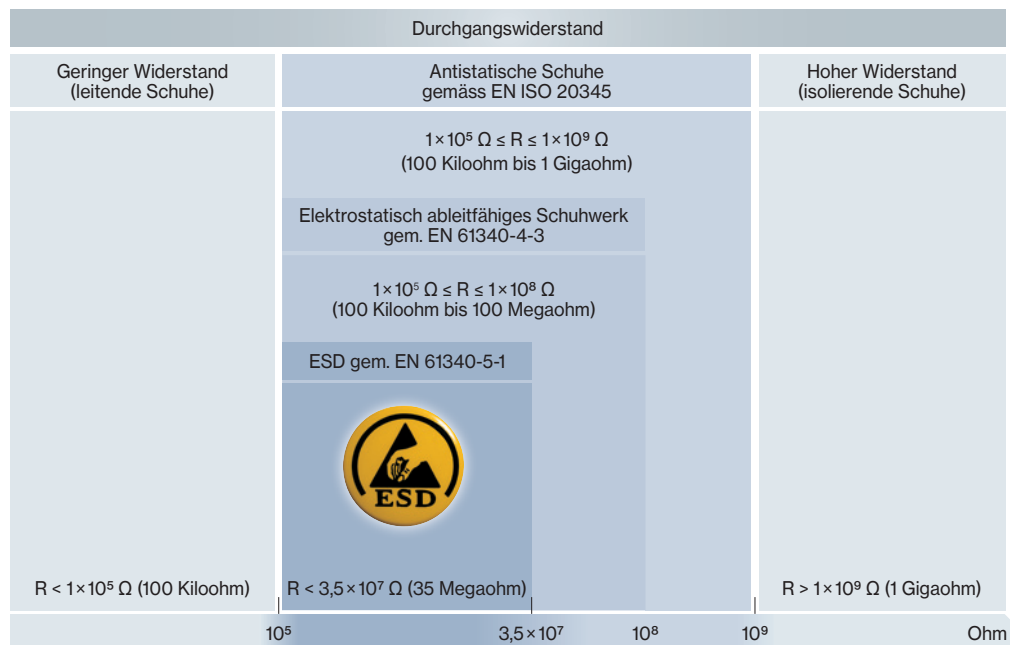 Durchgangswiderstand
Geringer Widerstand
(leitende Schuhe)
Antistatische Schuhe
gemäss EN ISO 20345
Hoher Widerstand
(isolierende Schuhe)
1×10⁵ Ω ≤ R ≤ 1×10⁹ Ω
(100 Kiloohm bis 1 Gigaohm)
Elektrostatisch ableitfähiges Schuhwerk
gem. EN 61340-4-3
1×10⁵ Ω ≤ R ≤ 1×10⁸ Ω
(100 Kiloohm bis 100 Megaohm)
ESD gem. EN 61340-5-1
ESD
R < 1×10⁵ Ω (100 Kiloohm)
R < 3,5×10⁷ Ω (35 Megaohm)
R > 1×10⁹ Ω (1 Gigaohm)
10⁵
3,5×10⁷
10⁸
10⁹
Ohm